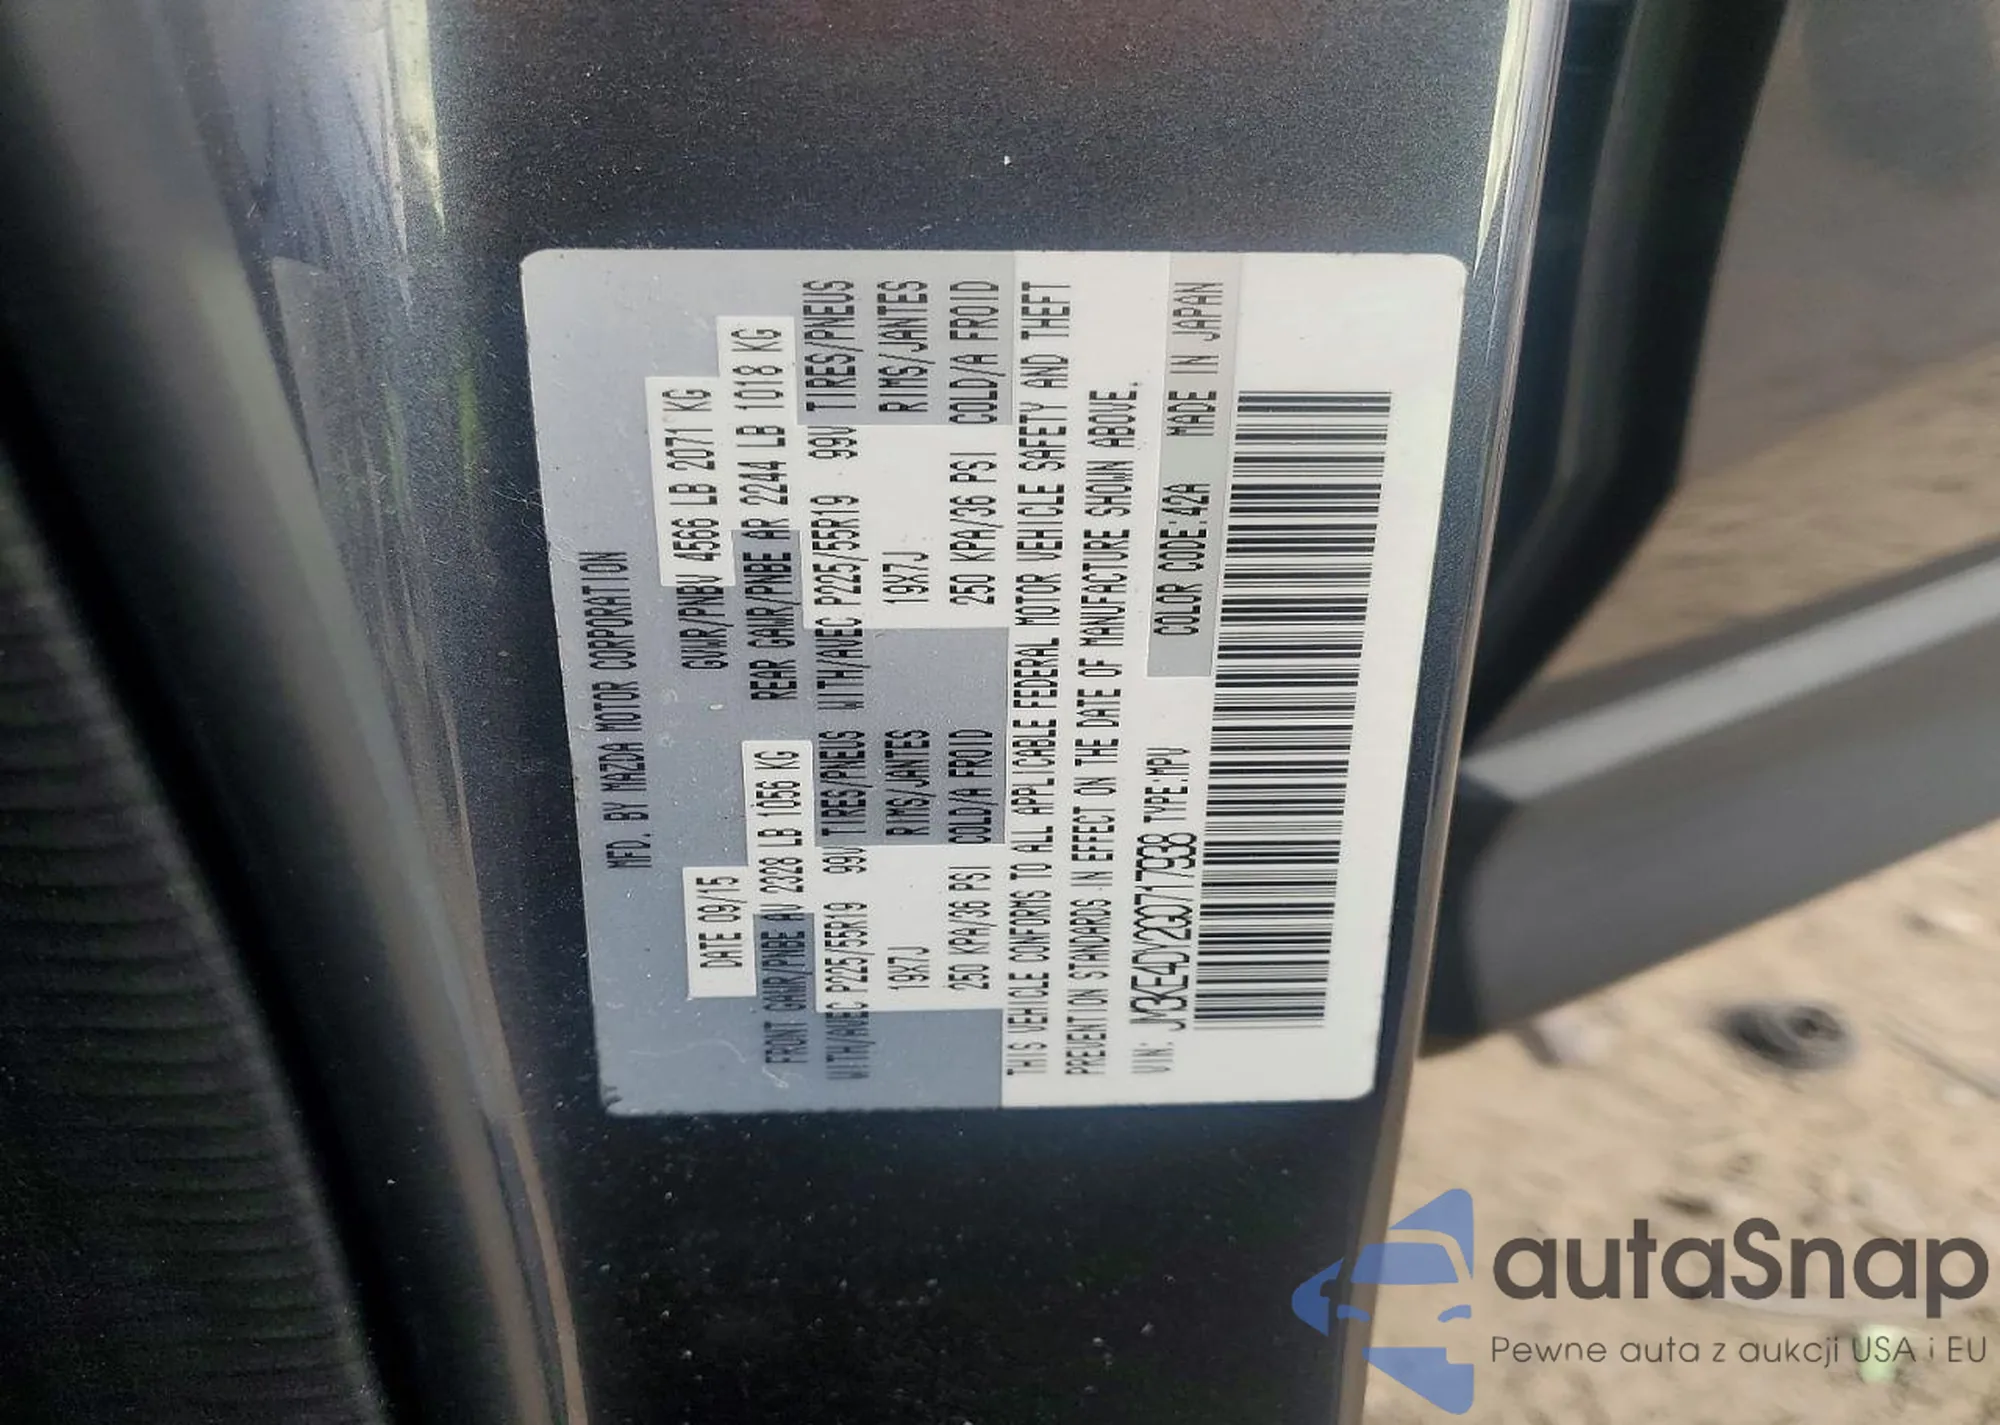 MFD. BY MAZDA MOTOR CORPORATION
DATE 09/15 GVWR/PNBV 4566 LB 2071 KG
FRONT GAWR/PNBE AV 2328 LB 1056 KG REAR GAWR/PNBE AR 2244 LB 1018 KG
WITH/AVEC P225/55R19 99V TIRES/PNEUS WITH/AVEC P225/55R19 99V TIRES/PNEUS
19X7J RIMS/JANTES 19X7J RIMS/JANTES
250 KPA/36 PSI COLD/A FROID 250 KPA/36 PSI COLD/A FROID
THIS VEHICLE CONFORMS TO ALL APPLICABLE FEDERAL MOTOR VEHICLE SAFETY AND THEFT
PREVENTION STANDARDS IN EFFECT ON THE DATE OF MANUFACTURE SHOWN ABOVE.
VIN: JM3KE4DY2G0717938 TYPE:MPV COLOR CODE:42A MADE IN JAPAN
autaSnap
Pewne auta z aukcji USA i EU